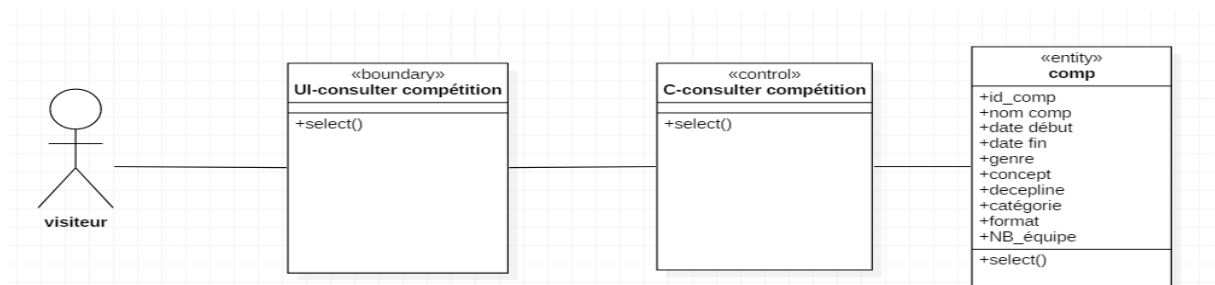 visiteur
«boundary»
UI-consulter compétition
+select()
«control»
C-consulter compétition
+select()
«entity»
comp
+id_comp
+nom comp
+date début
+date fin
+genre
+concept
+decepline
+catégorie
+format
+NB_équipe
+select()